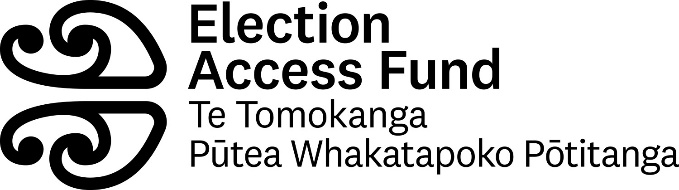 Election
Access Fund
Te Tomokanga
Pūtea Whakatapoko Pōtitanga